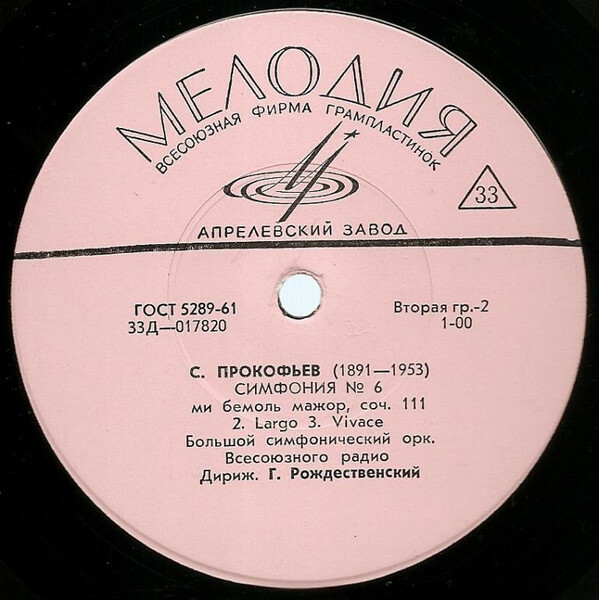 МЕЛОДИЯ
ВСЕСОЮЗНАЯ ФИРМА ГРАМПЛАСТИНОК
33
АПРЕЛЕВСКИЙ ЗАВОД
ГОСТ 5289-61
33Д—017820
Вторая гр.-2
1-00
С. ПРОКОФЬЕВ (1891—1953)
СИМФОНИЯ № 6
ми бемоль мажор, соч. 111
2. Largo 3. Vivace
Большой симфонический орк.
Всесоюзного радио
Дириж. Г. Рождественский